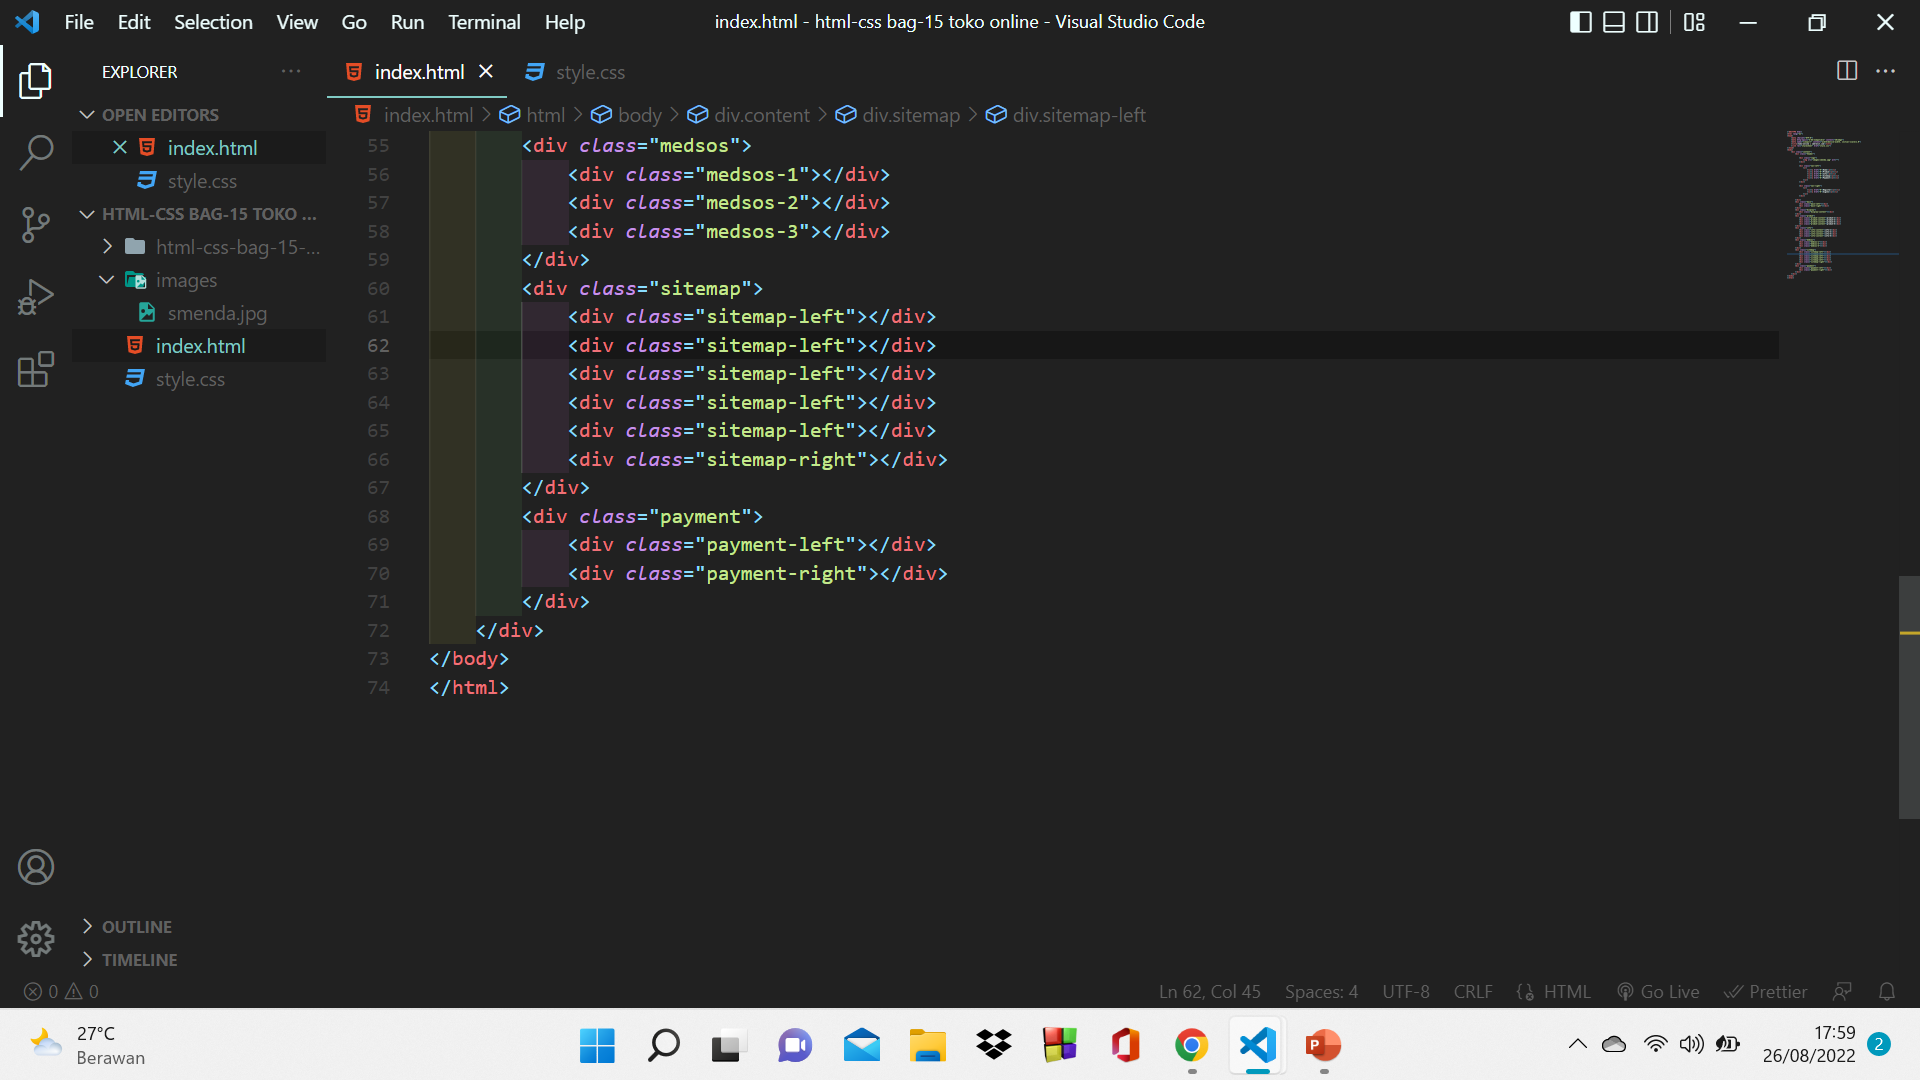 File Edit Selection View Go Run Terminal Help
index.html - html-css bag-15 toko online - Visual Studio Code
EXPLORER
OPEN EDITORS
index.html
style.css
HTML-CSS BAG-15 TOKO ...
html-css-bag-15-...
images
smenda.jpg
index.html
style.css
OUTLINE
TIMELINE
index.html style.css
index.html > html > body > div.content > div.sitemap > div.sitemap-left
55 <div class="medsos">
56 <div class="medsos-1"></div>
57 <div class="medsos-2"></div>
58 <div class="medsos-3"></div>
59 </div>
60 <div class="sitemap">
61 <div class="sitemap-left"></div>
62 <div class="sitemap-left"></div>
63 <div class="sitemap-left"></div>
64 <div class="sitemap-left"></div>
65 <div class="sitemap-left"></div>
66 <div class="sitemap-right"></div>
67 </div>
68 <div class="payment">
69 <div class="payment-left"></div>
70 <div class="payment-right"></div>
71 </div>
72 </div>
73 </body>
74 </html>
0 0 Ln 62, Col 45 Spaces: 4 UTF-8 CRLF HTML Go Live Prettier
27°C
Berawan
17:59
26/08/2022
2